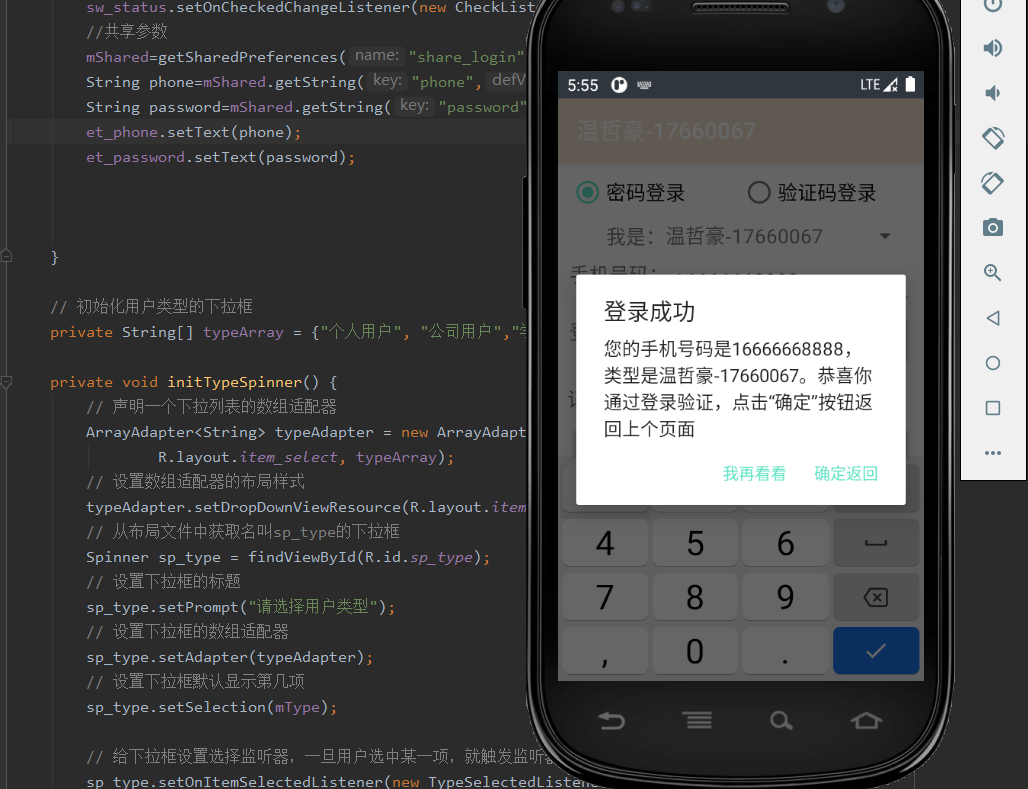 sw_status.setOnCheckedChangeListener(new CheckList
//共享参数
mShared=getSharedPreferences( name: "share_login"
String phone=mShared.getString( key: "phone", defV
String password=mShared.getString( key: "password"
et_phone.setText(phone);
et_password.setText(password);
}
// 初始化用户类型的下拉框
private String[] typeArray = {"个人用户", "公司用户","
private void initTypeSpinner() {
// 声明一个下拉列表的数组适配器
ArrayAdapter<String> typeAdapter = new ArrayAdapt
R.layout.item_select, typeArray);
// 设置数组适配器的布局样式
typeAdapter.setDropDownViewResource(R.layout.item
// 从布局文件中获取名叫sp_type的下拉框
Spinner sp_type = findViewById(R.id.sp_type);
// 设置下拉框的标题
sp_type.setPrompt("请选择用户类型");
// 设置下拉框的数组适配器
sp_type.setAdapter(typeAdapter);
// 设置下拉框默认显示第几项
sp_type.setSelection(mType);
// 给下拉框设置选择监听器，一旦用户选中某一项，就触发监听器
sp_type.setOnItemSelectedListener(new TypeSelectedListene
5:55 LTE
温哲豪-17660067
密码登录 验证码登录
我是：温哲豪-17660067
手机号码：
登录成功
您的手机号码是16666668888，
类型是温哲豪-17660067。恭喜你
通过登录验证，点击“确定”按钮返
回上个页面
我再看看 确定返回
4 5 6
7 8 9
, 0 .